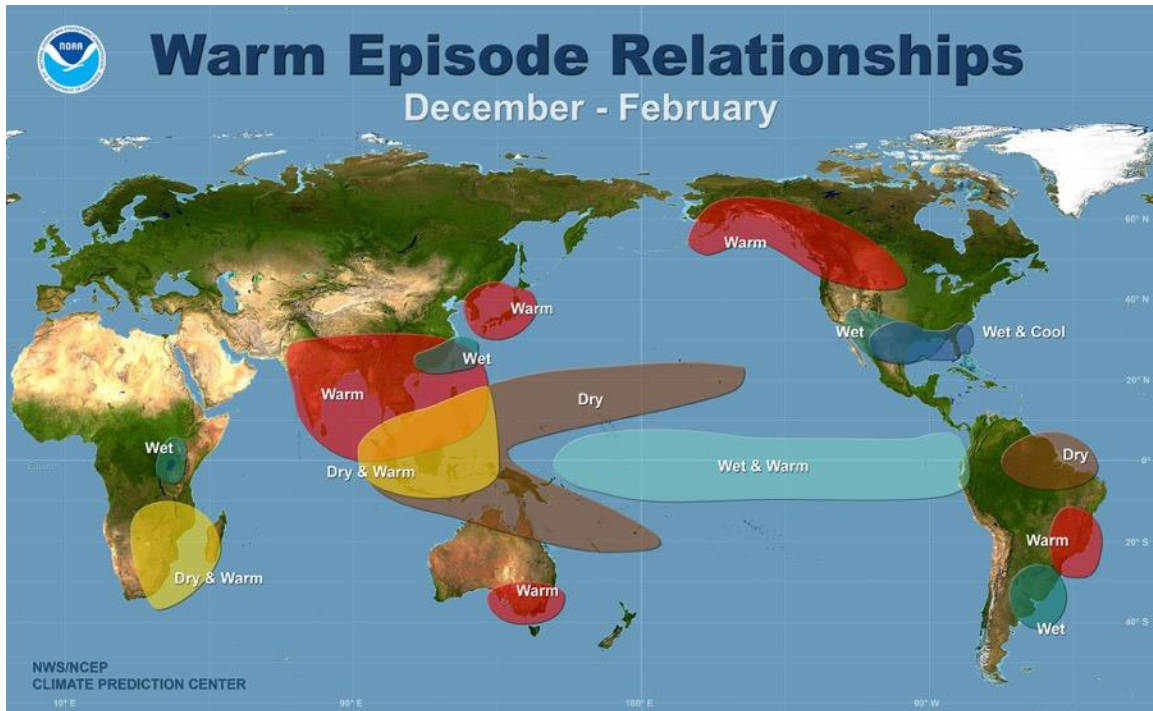 NOAA
Warm Episode Relationships
December - February
60° N
Warm
40° N
Warm
Wet
Wet & Cool
Wet
20° N
Warm
Dry
Wet
Dry & Warm
Wet & Warm
Dry
Equator
0°
Dry & Warm
Warm
20° S
Warm
Wet
40° S
NWS/NCEP
CLIMATE PREDICTION CENTER
10° E
90° E
180° E
90° W